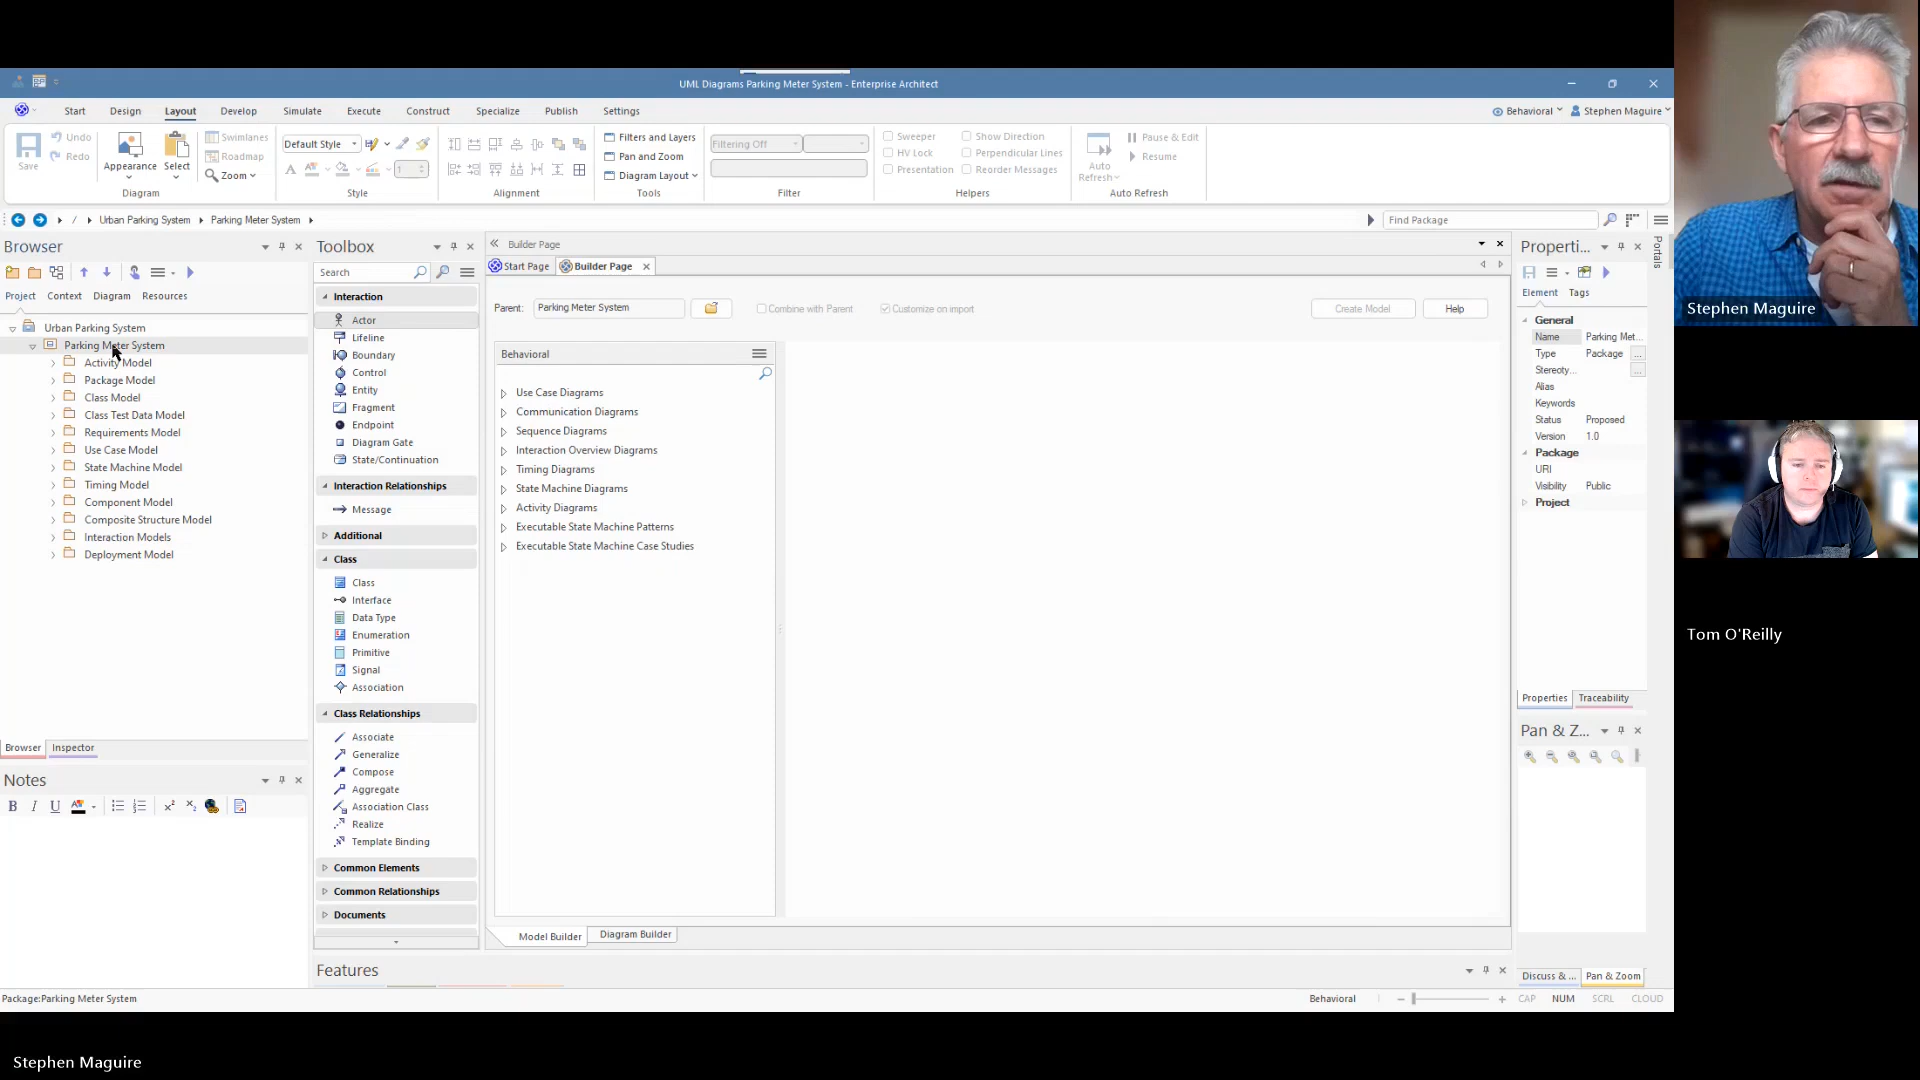 UML Diagrams Parking Meter System - Enterprise Architect
Start Design Layout Develop Simulate Execute Construct Specialize Publish Settings
Behavioral Stephen Maguire
Save
Undo
Redo
Appearance
Select
Swimlanes
Roadmap
Zoom
Diagram
Default Style
1
Style
Alignment
Filters and Layers
Pan and Zoom
Diagram Layout
Tools
Filtering Off
Filter
Sweeper
HV Lock
Presentation
Show Direction
Perpendicular Lines
Reorder Messages
Helpers
Auto
Refresh
Pause & Edit
Resume
Auto Refresh
/ Urban Parking System Parking Meter System
Find Package
Portals
Browser
Project Context Diagram Resources
Urban Parking System
Parking Meter System
Activity Model
Package Model
Class Model
Class Test Data Model
Requirements Model
Use Case Model
State Machine Model
Timing Model
Component Model
Composite Structure Model
Interaction Models
Deployment Model
Browser Inspector
Notes
B I U
Package:Parking Meter System
Toolbox
Search
Interaction
Actor
Lifeline
Boundary
Control
Entity
Fragment
Endpoint
Diagram Gate
State/Continuation
Interaction Relationships
Message
Additional
Class
Class
Interface
Data Type
Enumeration
Primitive
Signal
Association
Class Relationships
Associate
Generalize
Compose
Aggregate
Association Class
Realize
Template Binding
Common Elements
Common Relationships
Documents
Builder Page
Start Page Builder Page
Parent: Parking Meter System
Combine with Parent
Customize on import
Create Model
Help
Behavioral
Use Case Diagrams
Communication Diagrams
Sequence Diagrams
Interaction Overview Diagrams
Timing Diagrams
State Machine Diagrams
Activity Diagrams
Executable State Machine Patterns
Executable State Machine Case Studies
Model Builder Diagram Builder
Features
Properti...
Element Tags
General
Name Parking Met...
Type Package ...
Stereoty... ...
Alias
Keywords
Status Proposed
Version 1.0
Package
URI
Visibility Public
Project
Properties Traceability
Pan & Z...
Discuss & ... Pan & Zoom
Behavioral
CAP NUM SCRL CLOUD
Stephen Maguire
Tom O'Reilly
Stephen Maguire